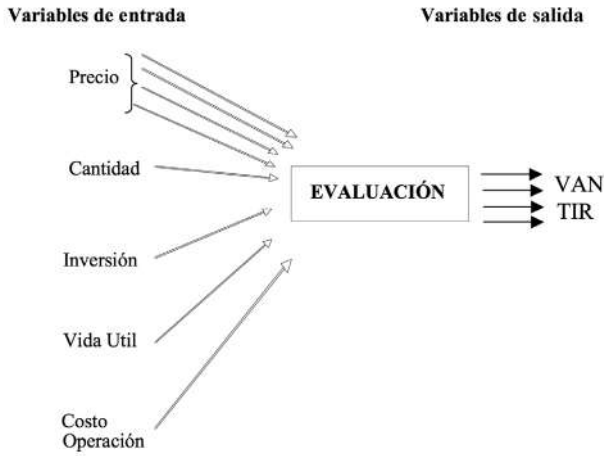 Variables de entrada
Variables de salida
Precio
Cantidad
EVALUACIÓN
VAN
TIR
Inversión
Vida Util
Costo
Operación